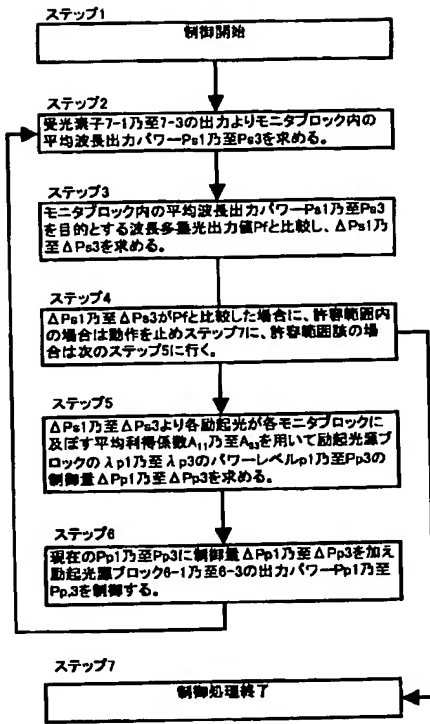 ステップ1
制御開始
ステップ2
受光素子7-1乃至7-3の出力よりモニタブロック内の
平均波長出力パワーPs1乃至Ps3を求める。
ステップ3
モニタブロック内の平均波長出力パワーPs1乃至Ps3
を目的とする波長多重光出力値Pfと比較し、ΔPs1乃
至ΔPs3を求める。
ステップ4
ΔPs1乃至ΔPs3がPfと比較した場合に、許容範囲内
の場合は動作を止めステップ7に、許容範囲該の場
合は次のステップ5に行く。
ステップ5
ΔPs1乃至ΔPs3より各励起光が各モニタブロックに
及ぼす平均利得係数A₁₁乃至A₃₃を用いて励起光源ブ
ロックのλp1乃至λp3のパワーレベルp1乃至Pp3の
制御量ΔPp1乃至ΔPp3を求める。
ステップ6
現在のPp1乃至Pp3に制御量ΔPp1乃至ΔPp3を加え
励起光源ブロック6-1乃至6-3の出力パワーPp1乃至
Pp,3を制御する。
ステップ7
制御処理終了